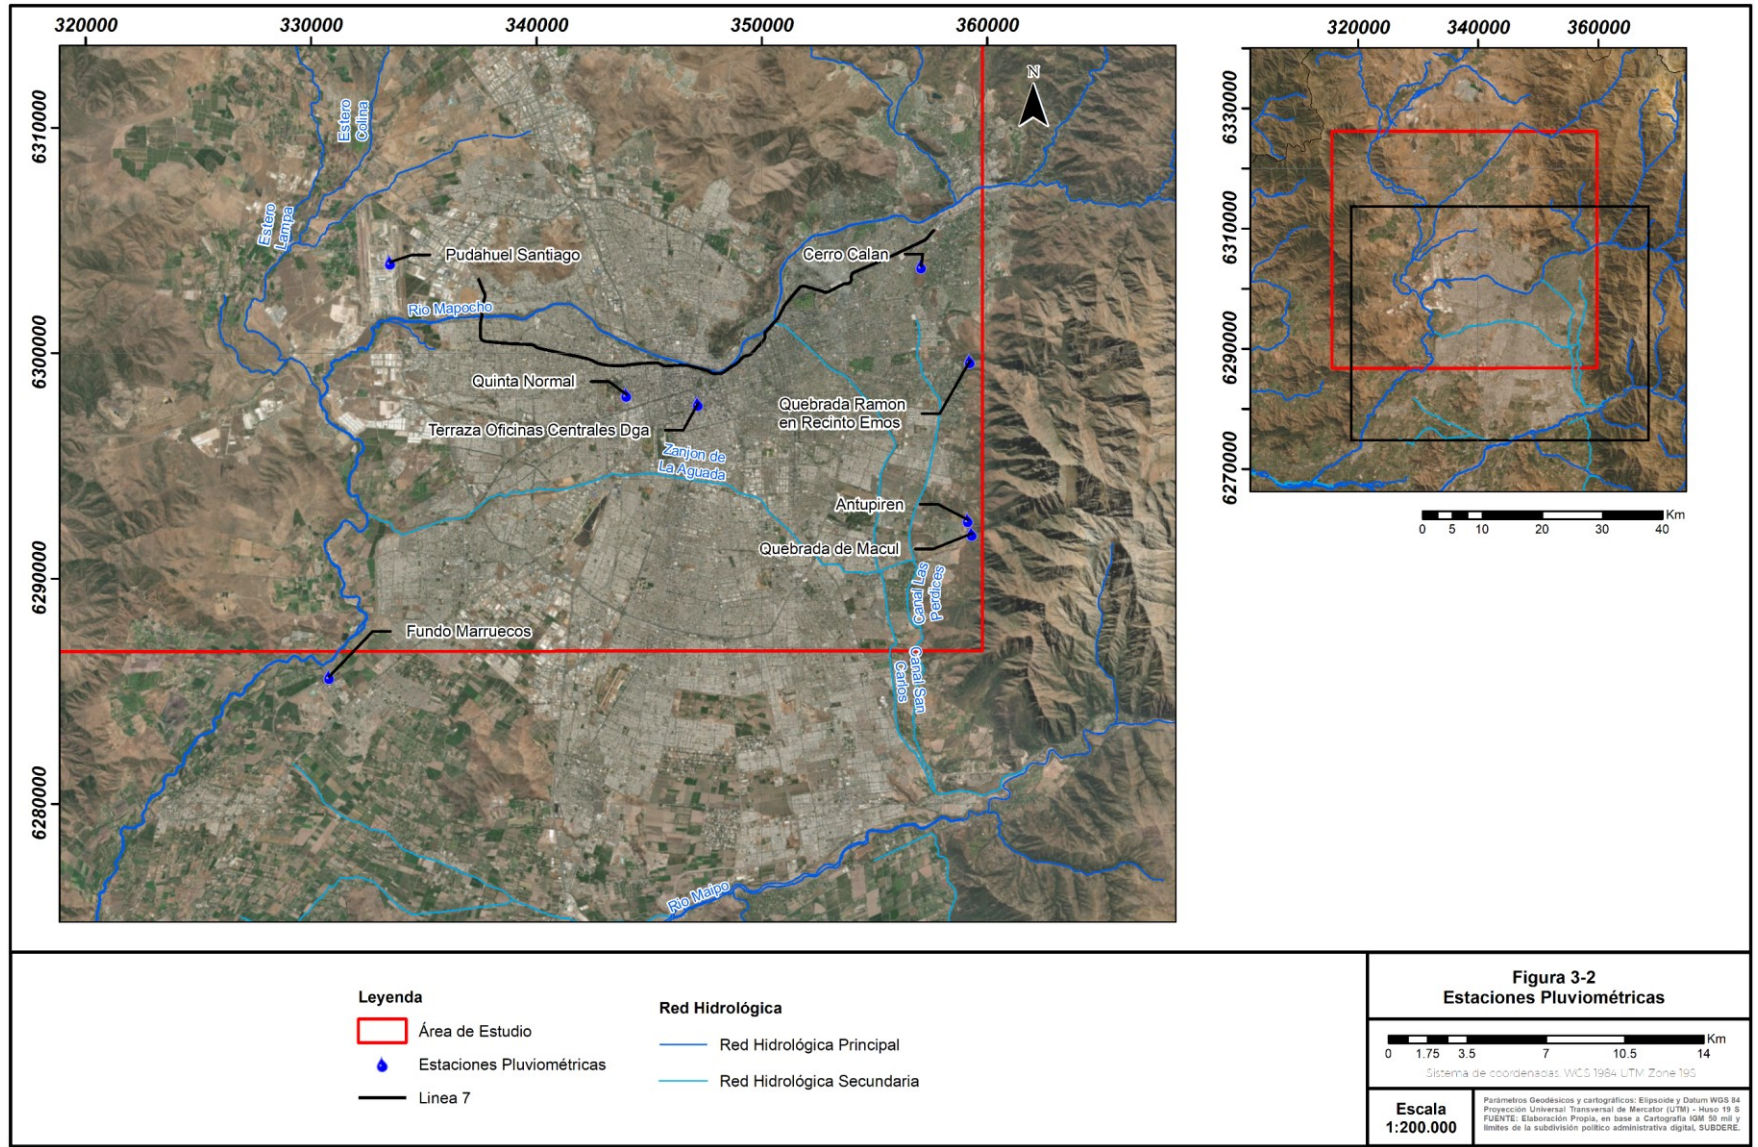 320000
330000
340000
350000
360000
6310000
6300000
6290000
6280000
N
Estero
Colina
Estero
Lampa
Pudahuel Santiago
Cerro Calan
Rio Mapocho
Quinta Normal
Terraza Oficinas Centrales Dga
Quebrada Ramon
en Recinto Emos
Zanjon de
La Aguada
Antupiren
Quebrada de Macul
Canal Las
Perdices
Fundo Marruecos
Canal San
Carlos
Rio Maipo
320000
340000
360000
6330000
6310000
6290000
6270000
0 5 10 20 30 40 Km
Leyenda
Área de Estudio
Estaciones Pluviométricas
Linea 7
Red Hidrológica
Red Hidrológica Principal
Red Hidrológica Secundaria
Figura 3-2
Estaciones Pluviométricas
0 1.75 3.5 7 10.5 14 Km
Sistema de coordenadas: WCS 1984 UTM Zone 19S
Escala
1:200.000
Parámetros Geodésicos y cartográficos: Elipsoide y Datum WGS 84
Proyección Universal Transversal de Mercator (UTM) - Huso 19 S
FUENTE: Elaboración Propia, en base a Cartografía IGM 50 mil y
límites de la subdivisión político administrativa digital, SUBDERE.